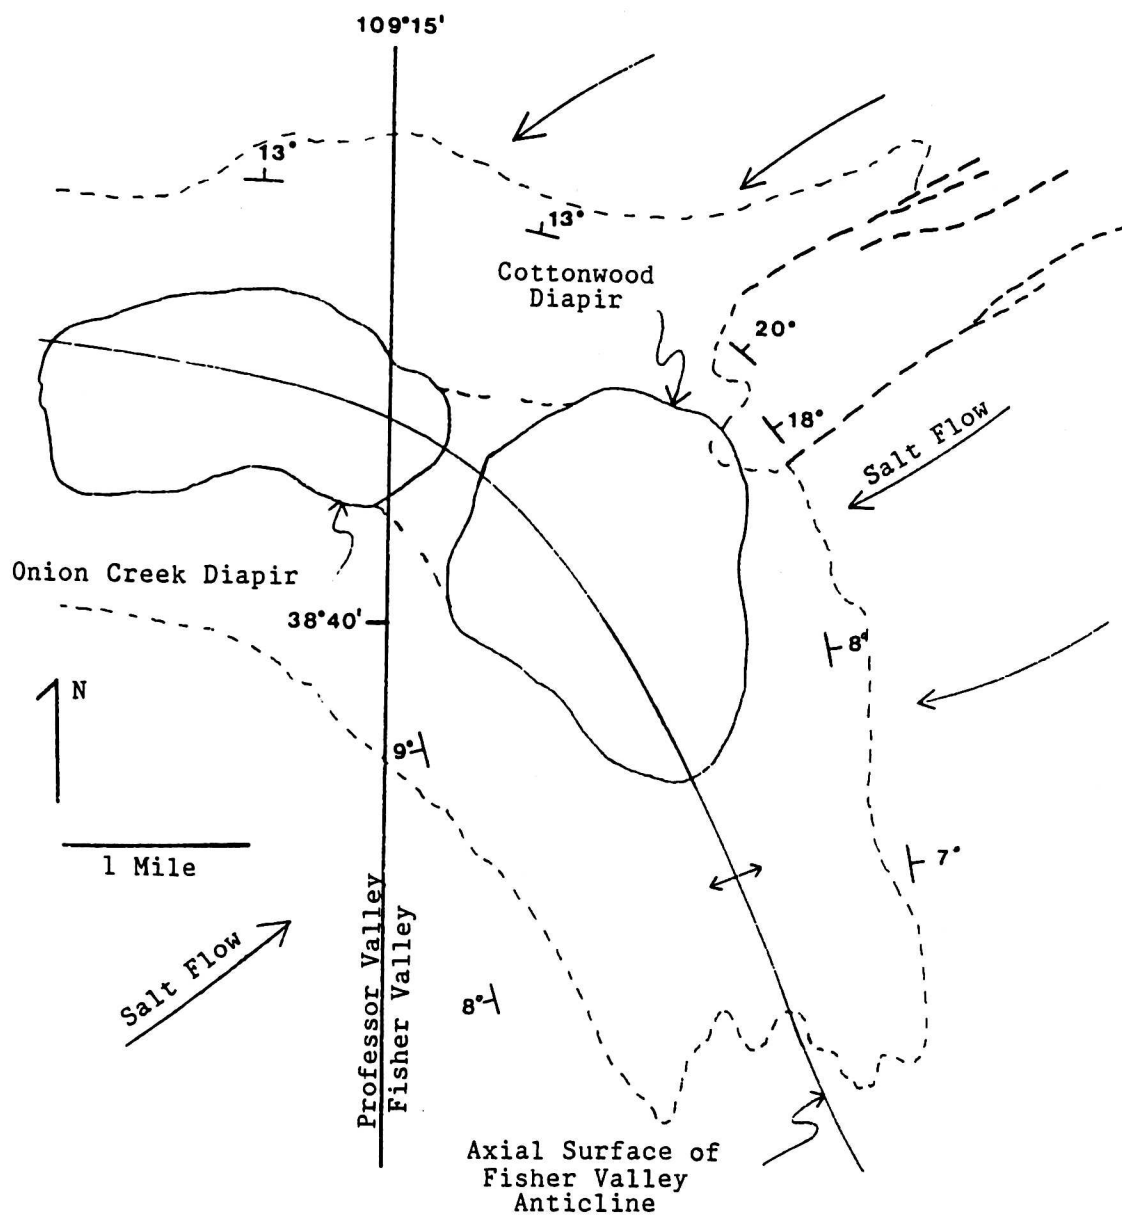 109°15'
13°
13°
Cottonwood
Diapir
20°
18°
Salt Flow
Onion Creek Diapir
38°40'
8°
N
9°
1 Mile
7°
Salt Flow
8°
Professor Valley
Fisher Valley
Axial Surface of
Fisher Valley
Anticline